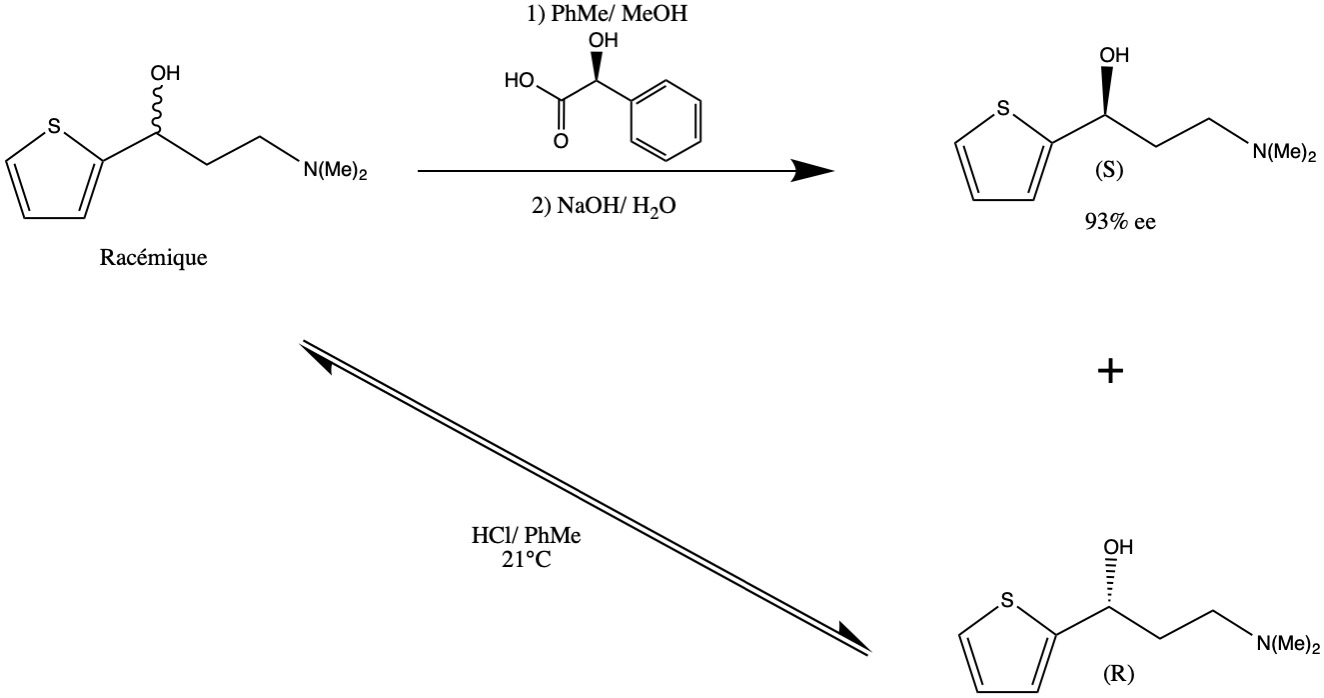 1) PhMe/ MeOH
OH
HO
O
2) NaOH/ H₂O
OH
S
N(Me)₂
Racémique
OH
S
N(Me)₂
(S)
93% ee
+
HCl/ PhMe
21°C
OH
S
N(Me)₂
(R)